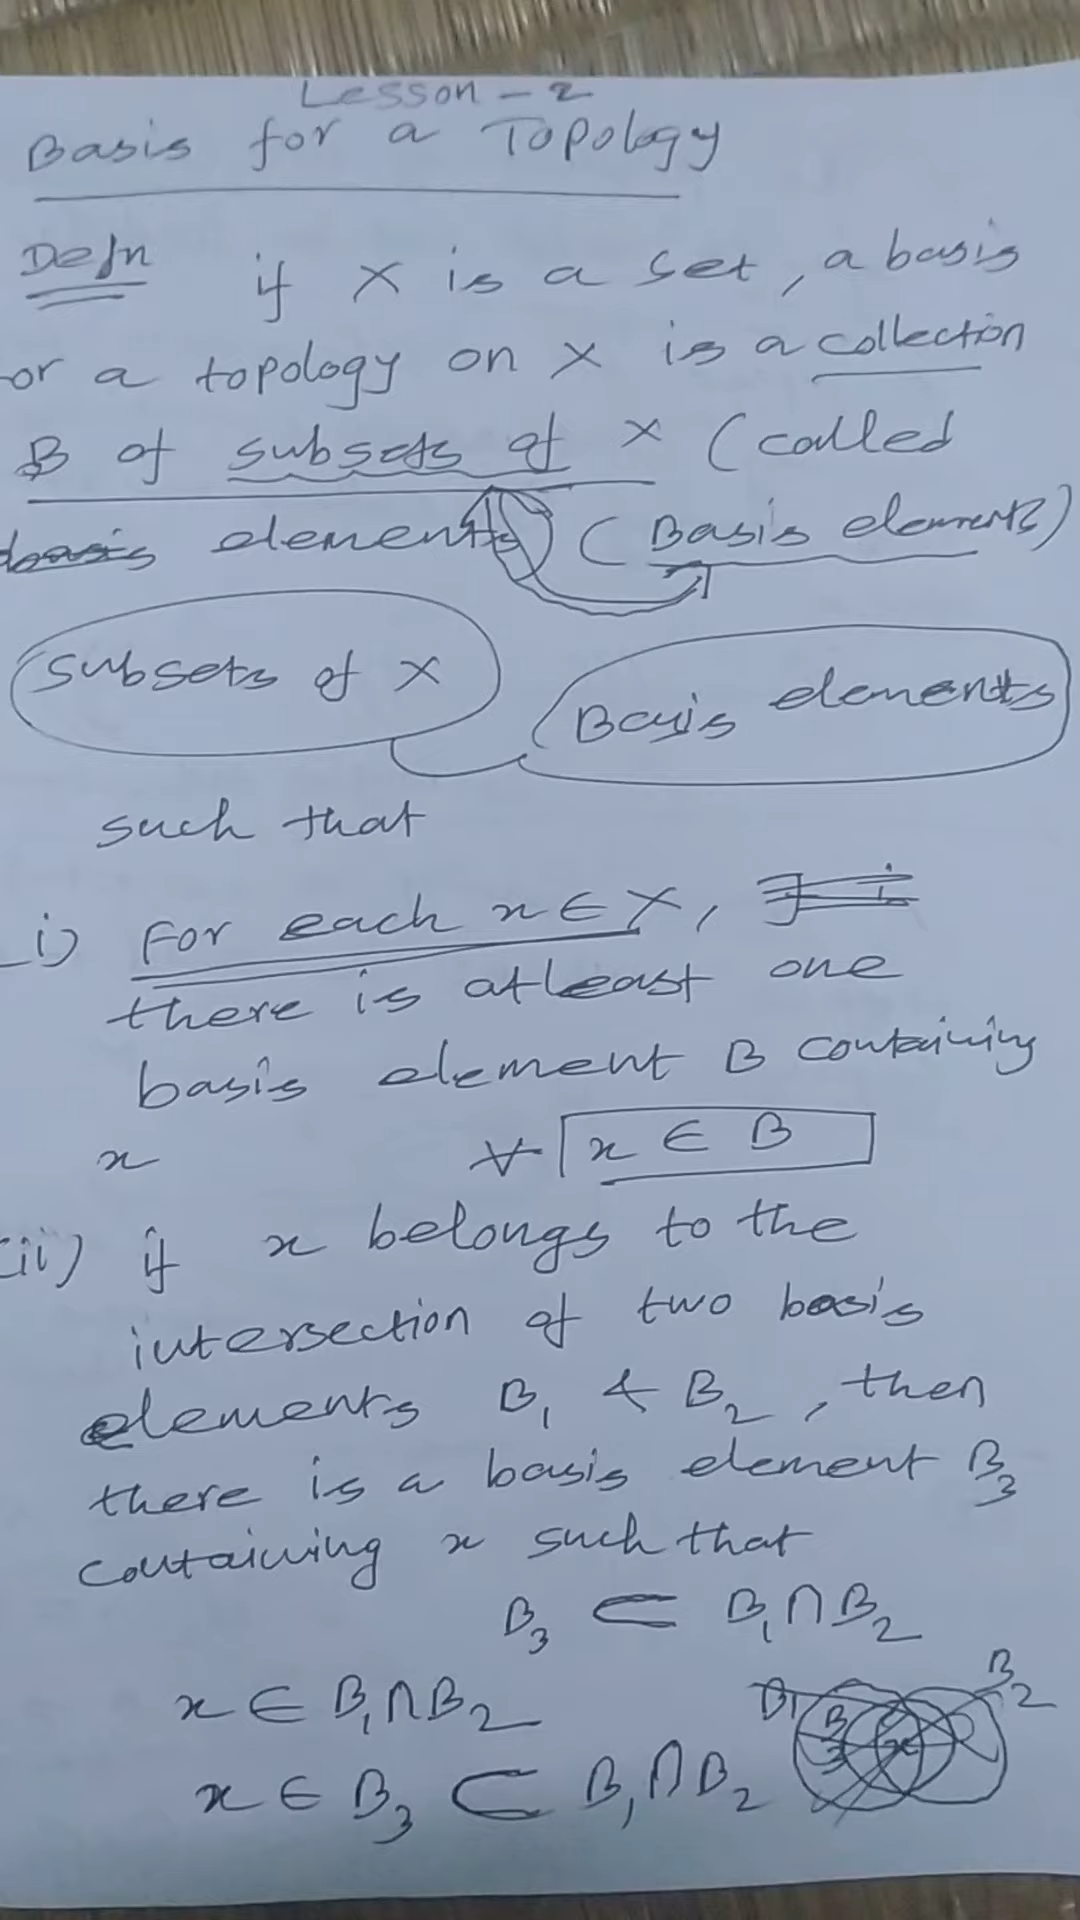 Lesson - 2
Basis for a Topology
Defn if X is a set, a basis
or a topology on X is a collection
B of subsets of X (called
basis elements) (Basis elements)
subsets of X
Basis elements
such that
i) For each x ∈ X,
there is atleast one
basis element B containing
x ∀ x ∈ B
ii) if x belongs to the
intersection of two basis
elements B₁ & B₂, then
there is a basis element B₃
containing x such that
B₃ ⊂ B₁∩B₂
x ∈ B₁∩B₂
B₁ B₃ x B₂
x ∈ B₃ ⊂ B₁∩B₂